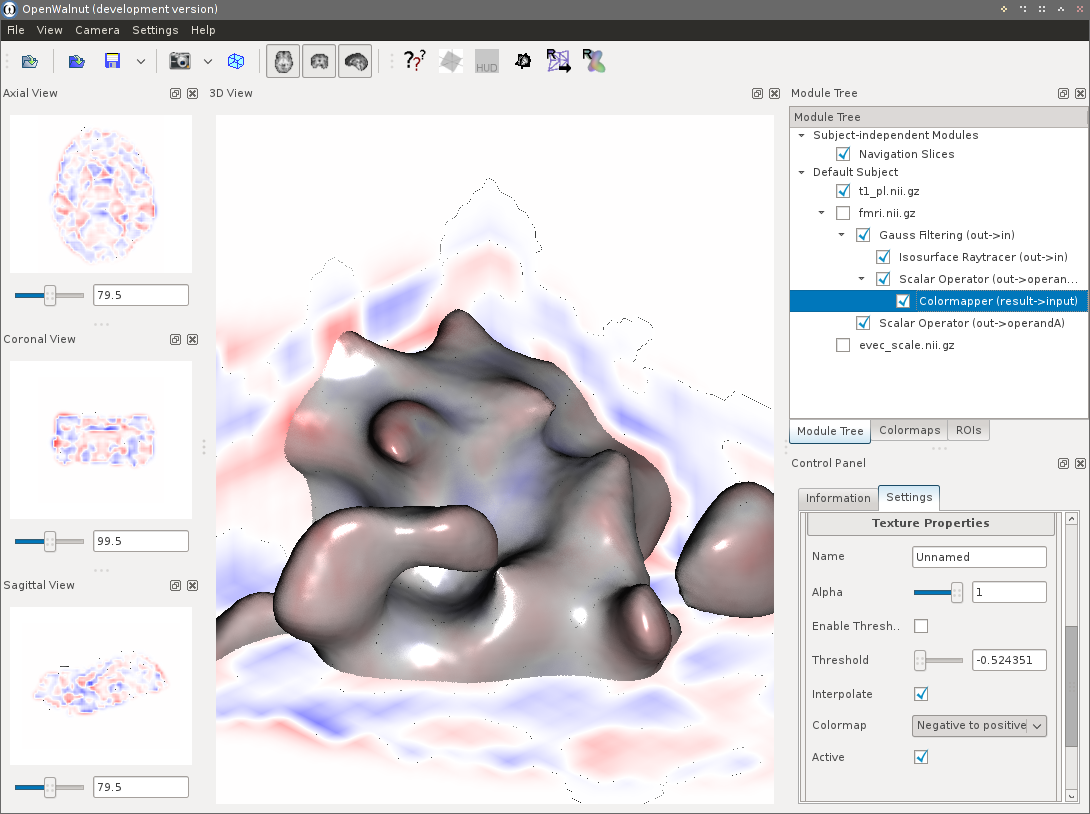 OpenWalnut (development version)
File View Camera Settings Help
??? HUD R R
Axial View
79.5
Coronal View
99.5
Sagittal View
79.5
3D View
Module Tree
Module Tree
Subject-independent Modules
Navigation Slices
Default Subject
t1_pl.nii.gz
fmri.nii.gz
Gauss Filtering (out->in)
Isosurface Raytracer (out->in)
Scalar Operator (out->operan...
Colormapper (result->input)
Scalar Operator (out->operandA)
evec_scale.nii.gz
Module Tree Colormaps ROIs
Control Panel
Information Settings
Texture Properties
Name Unnamed
Alpha 1
Enable Thresh..
Threshold -0.524351
Interpolate
Colormap Negative to positive
Active